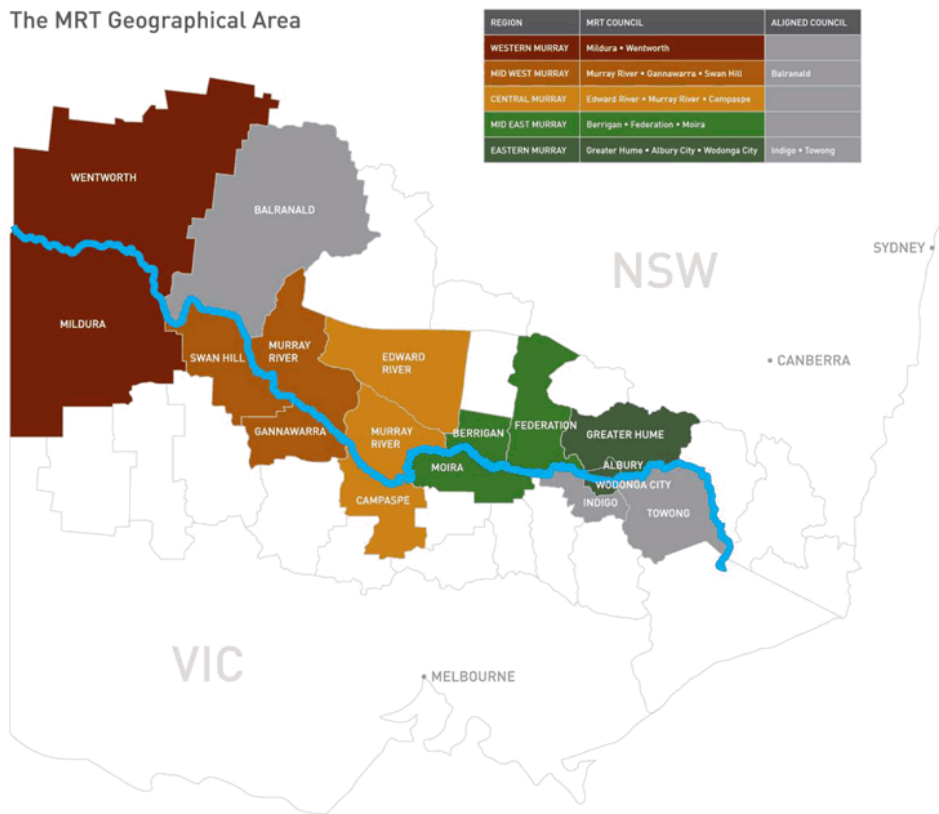 The MRT Geographical Area
REGION MRT COUNCIL ALIGNED COUNCIL
WESTERN MURRAY Mildura • Wentworth
MID WEST MURRAY Murray River • Gannawarra • Swan Hill Balranald
CENTRAL MURRAY Edward River • Murray River • Campaspe
MID EAST MURRAY Berrigan • Federation • Moira
EASTERN MURRAY Greater Hume • Albury City • Wodonga City Indigo • Towong
WENTWORTH
BALRANALD
SYDNEY
NSW
MILDURA
MURRAY
RIVER
SWAN HILL
EDWARD
RIVER
CANBERRA
GANNAWARRA
MURRAY
RIVER
BERRIGAN
FEDERATION
GREATER HUME
MOIRA
ALBURY
WODONGA CITY
CAMPASPE
INDIGO
TOWONG
VIC
MELBOURNE